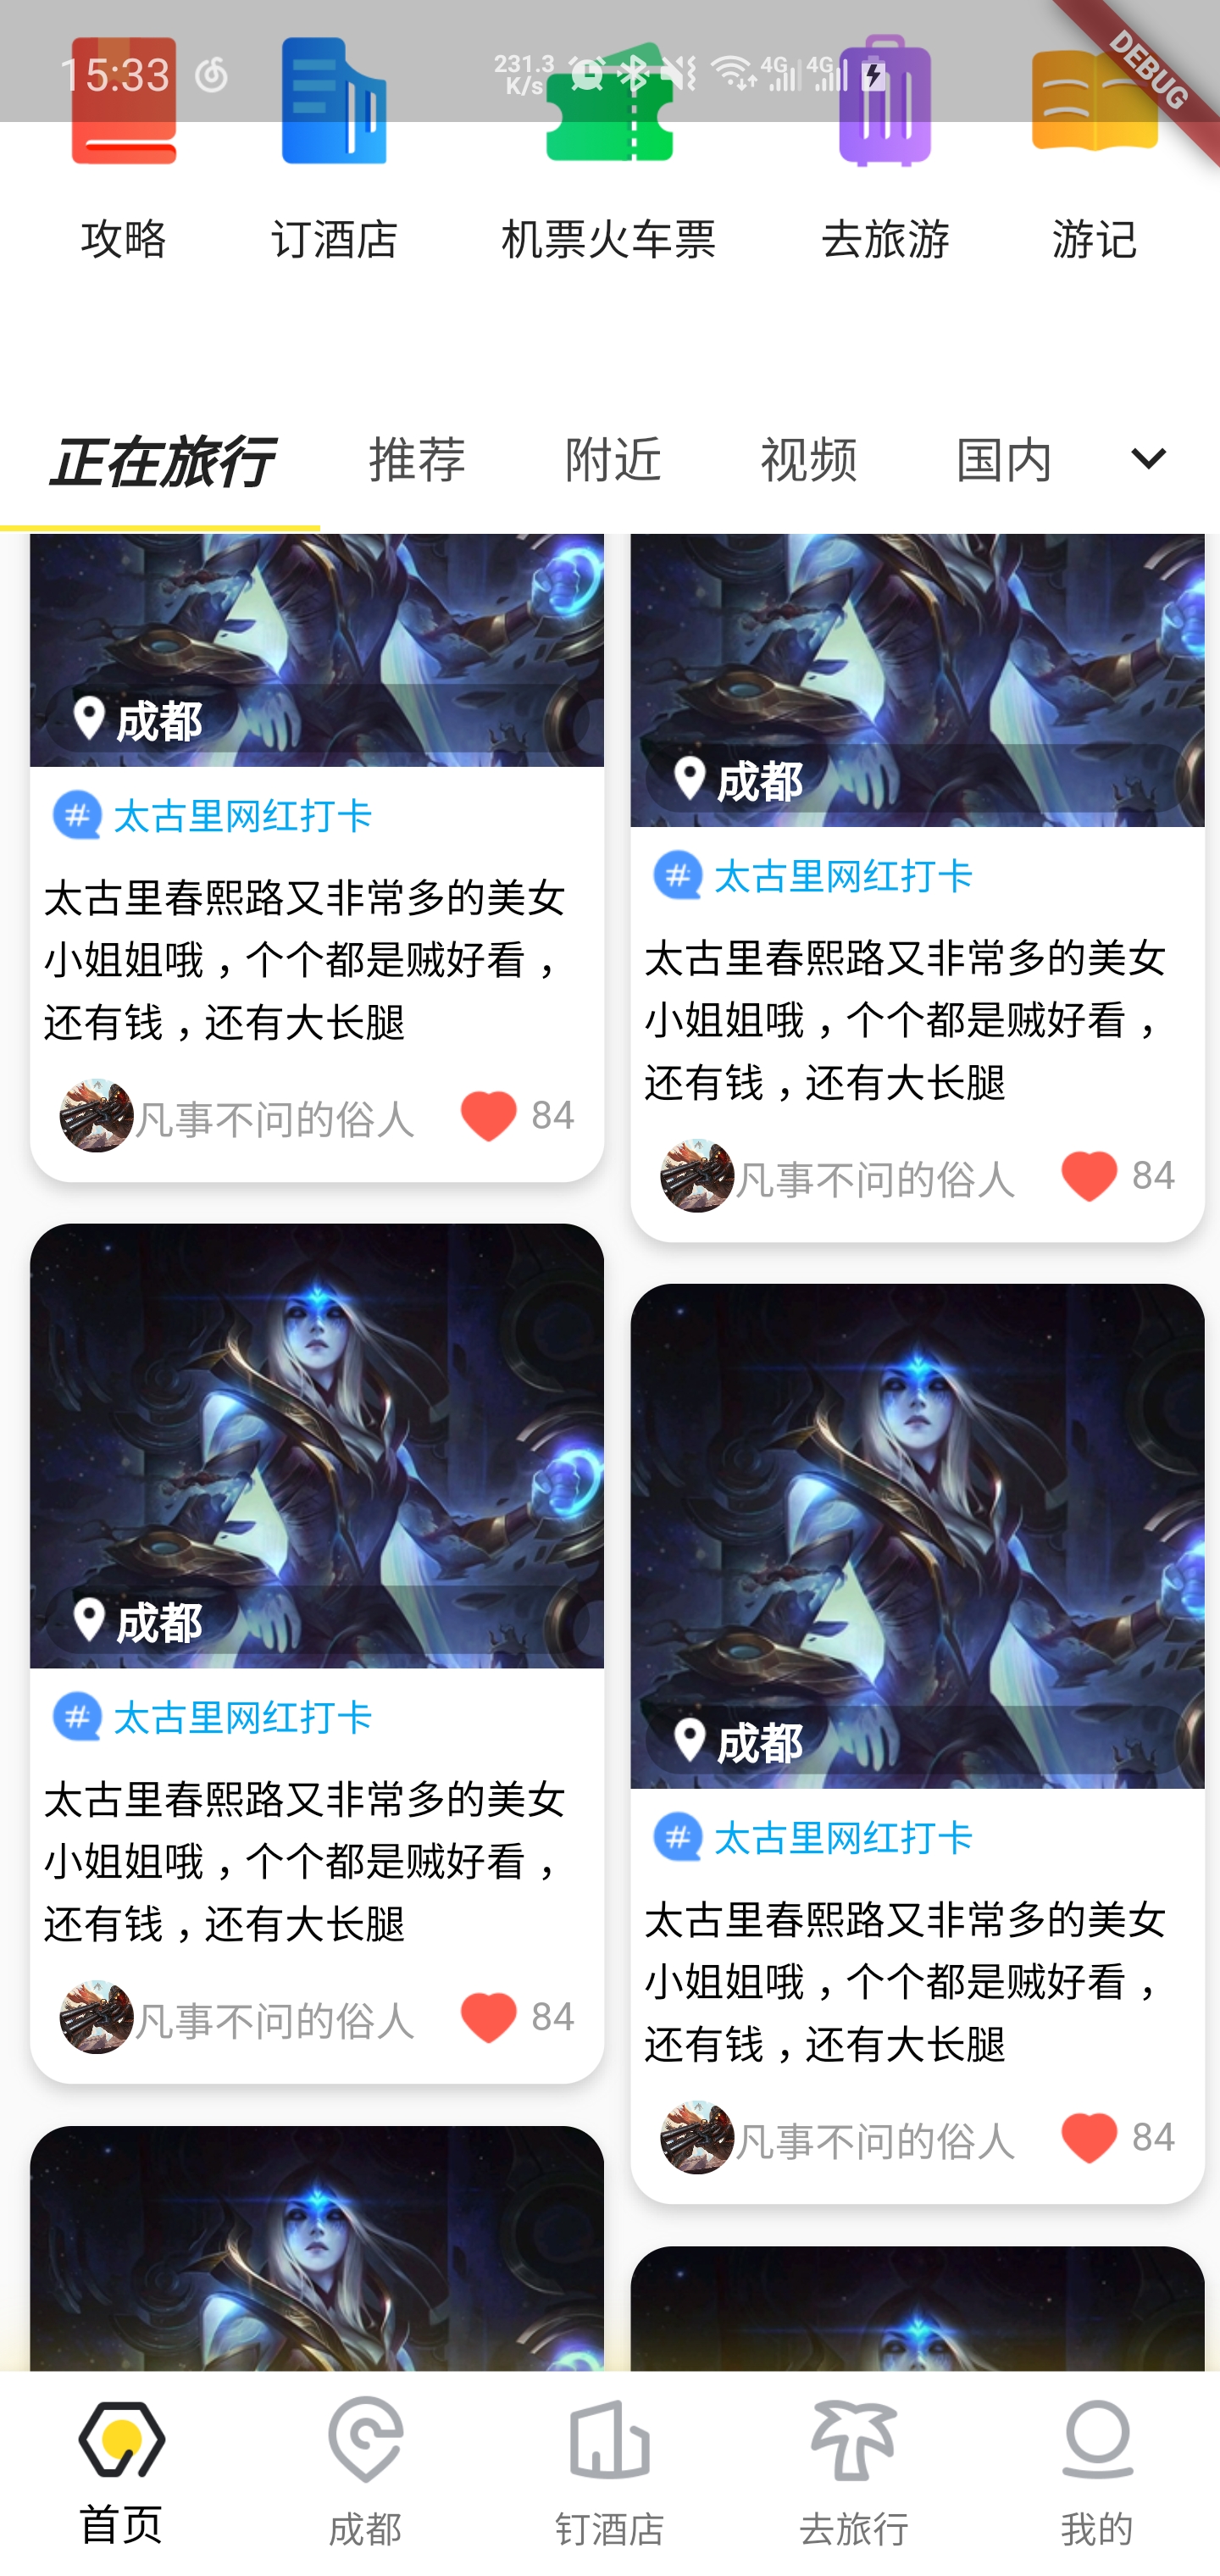 15:33
231.3
K/s
4G
4G
DEBUG
攻略
订酒店
机票火车票
去旅游
游记
正在旅行
推荐
附近
视频
国内
成都
太古里网红打卡
太古里春熙路又非常多的美女
小姐姐哦，个个都是贼好看，
还有钱，还有大长腿
凡事不问的俗人
84
成都
太古里网红打卡
太古里春熙路又非常多的美女
小姐姐哦，个个都是贼好看，
还有钱，还有大长腿
凡事不问的俗人
84
成都
太古里网红打卡
太古里春熙路又非常多的美女
小姐姐哦，个个都是贼好看，
还有钱，还有大长腿
凡事不问的俗人
84
成都
太古里网红打卡
太古里春熙路又非常多的美女
小姐姐哦，个个都是贼好看，
还有钱，还有大长腿
凡事不问的俗人
84
首页
成都
钉酒店
去旅行
我的